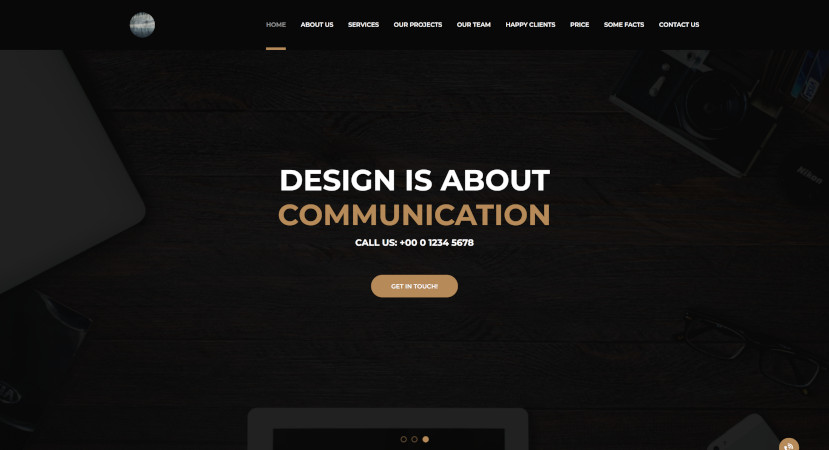 HOME ABOUT US SERVICES OUR PROJECTS OUR TEAM HAPPY CLIENTS PRICE SOME FACTS CONTACT US
DESIGN IS ABOUT
COMMUNICATION
CALL US: +00 0 1234 5678
GET IN TOUCH!
Nikon